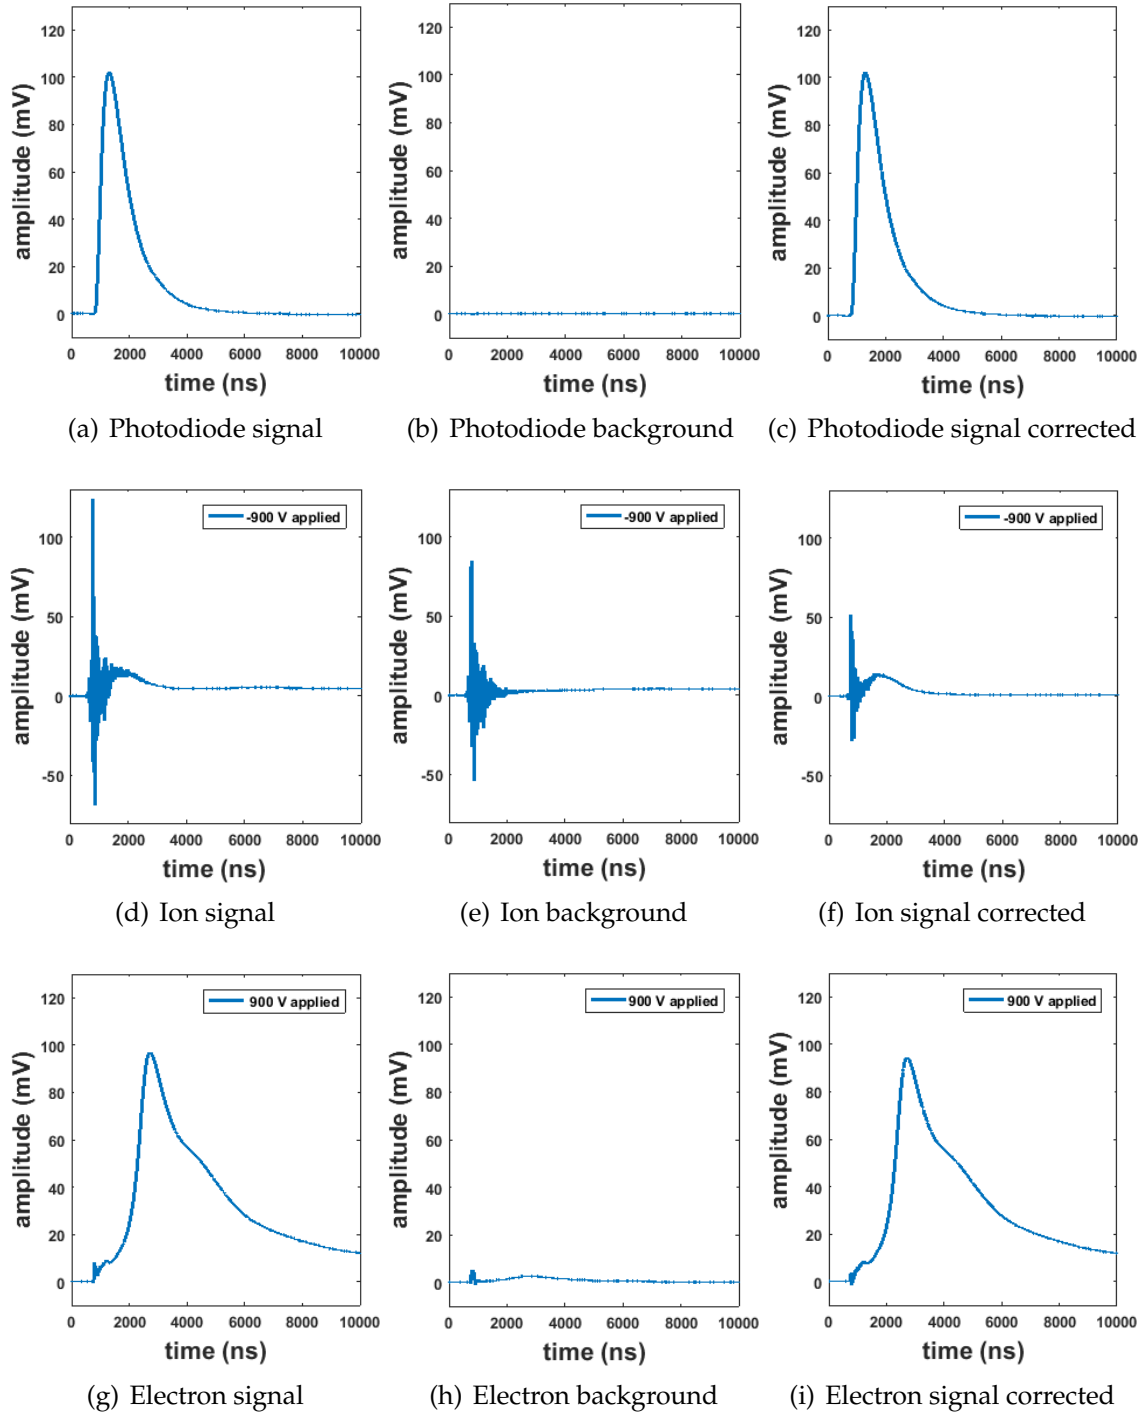 120
100
80
60
40
20
0
0 2000 4000 6000 8000 10000
amplitude (mV)
time (ns)
(a) Photodiode signal
120
100
80
60
40
20
0
0 2000 4000 6000 8000 10000
amplitude (mV)
time (ns)
(b) Photodiode background
120
100
80
60
40
20
0
0 2000 4000 6000 8000 10000
amplitude (mV)
time (ns)
(c) Photodiode signal corrected
-900 V applied
100
50
0
-50
0 2000 4000 6000 8000 10000
amplitude (mV)
time (ns)
(d) Ion signal
-900 V applied
100
50
0
-50
0 2000 4000 6000 8000 10000
amplitude (mV)
time (ns)
(e) Ion background
-900 V applied
100
50
0
-50
0 2000 4000 6000 8000 10000
amplitude (mV)
time (ns)
(f) Ion signal corrected
900 V applied
120
100
80
60
40
20
0
0 2000 4000 6000 8000 10000
amplitude (mV)
time (ns)
(g) Electron signal
900 V applied
120
100
80
60
40
20
0
0 2000 4000 6000 8000 10000
amplitude (mV)
time (ns)
(h) Electron background
900 V applied
120
100
80
60
40
20
0
0 2000 4000 6000 8000 10000
amplitude (mV)
time (ns)
(i) Electron signal corrected